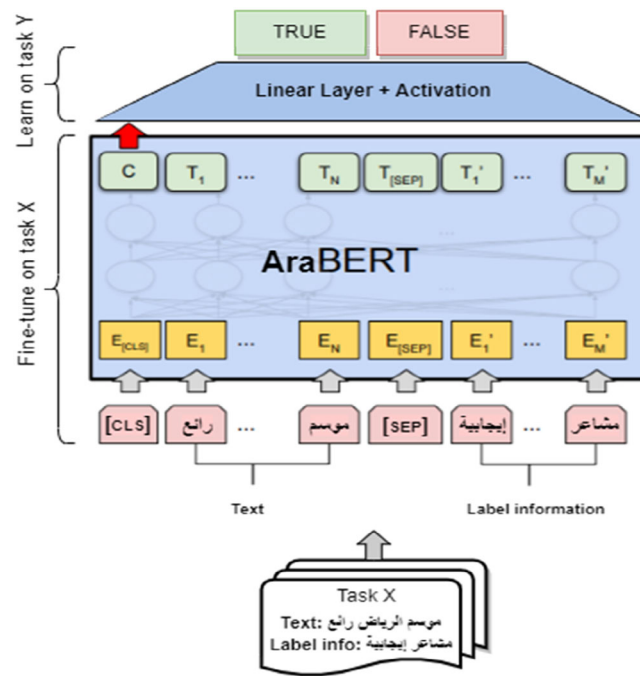 TRUE FALSE
Learn on task Y
Linear Layer + Activation
Fine-tune on task X
C T1 ... TN T[SEP] T1' ... TM'
...
AraBERT
...
E[CLS] E1 ... EN E[SEP] E1' ... EM'
[CLS] رائع ... موسم [SEP] إيجابية ... مشاعر
Text Label information
Task X
Text: موسم الرياض رائع
Label info: مشاعر إيجابية